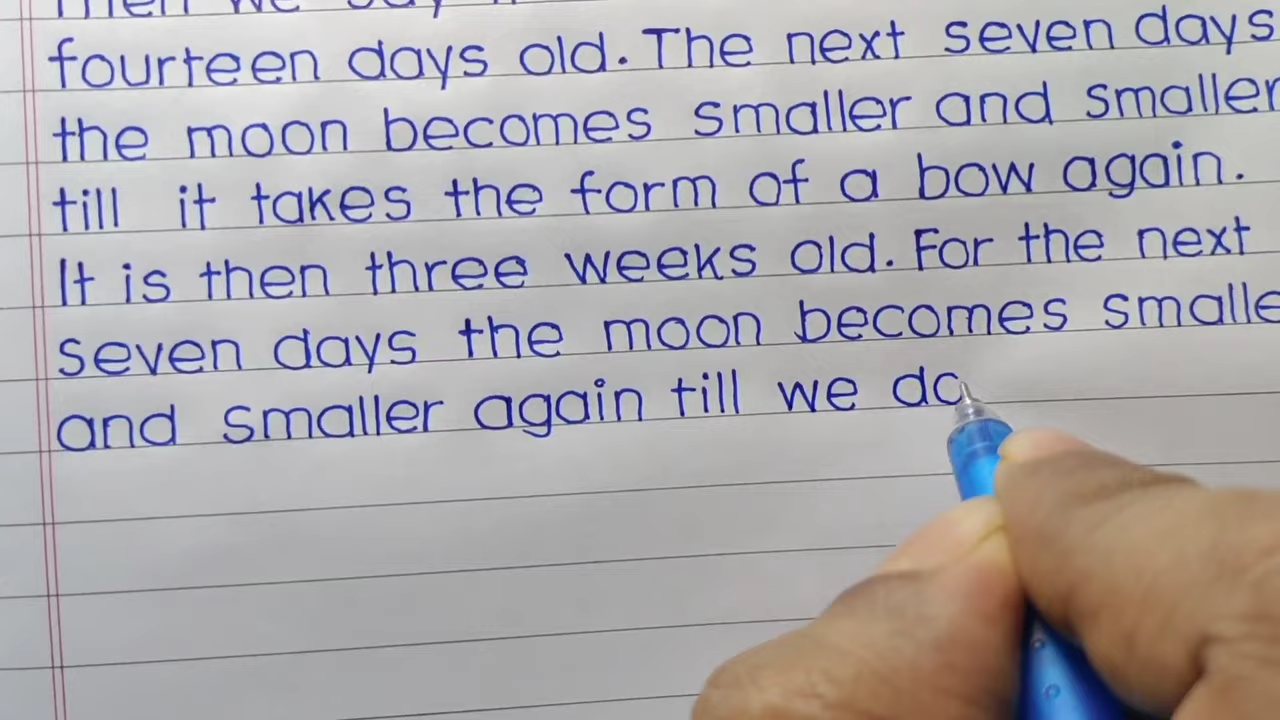 fourteen days old. The next seven days
the moon becomes smaller and smaller
till it takes the form of a bow again.
It is then three weeks old. For the next
seven days the moon becomes smalle
and smaller again till we do